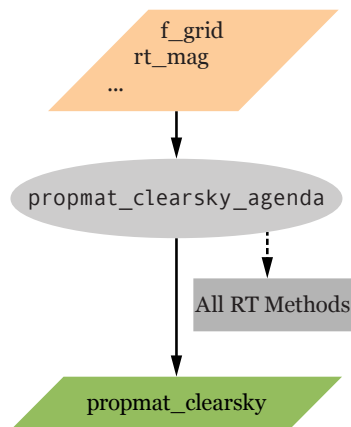 f_grid
rt_mag
...
propmat_clearsky_agenda
All RT Methods
propmat_clearsky